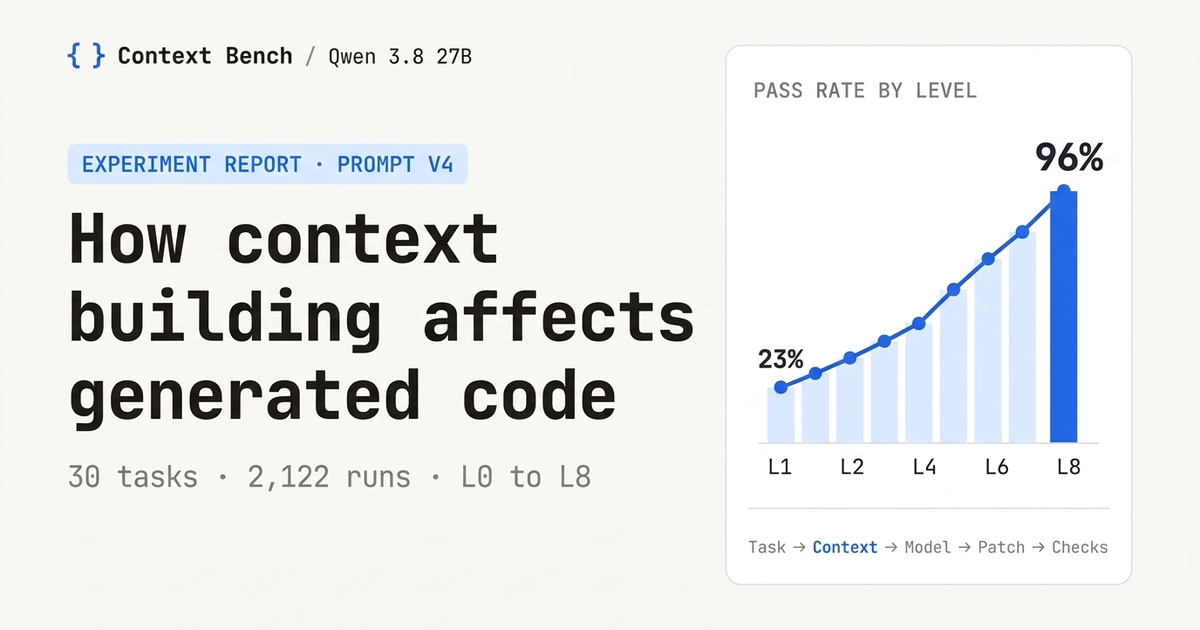 { } Context Bench / Qwen 3.8 27B
EXPERIMENT REPORT · PROMPT V4
How context
building affects
generated code
30 tasks · 2,122 runs · L0 to L8
PASS RATE BY LEVEL
96%
23%
L1 L2 L4 L6 L8
Task → Context → Model → Patch → Checks